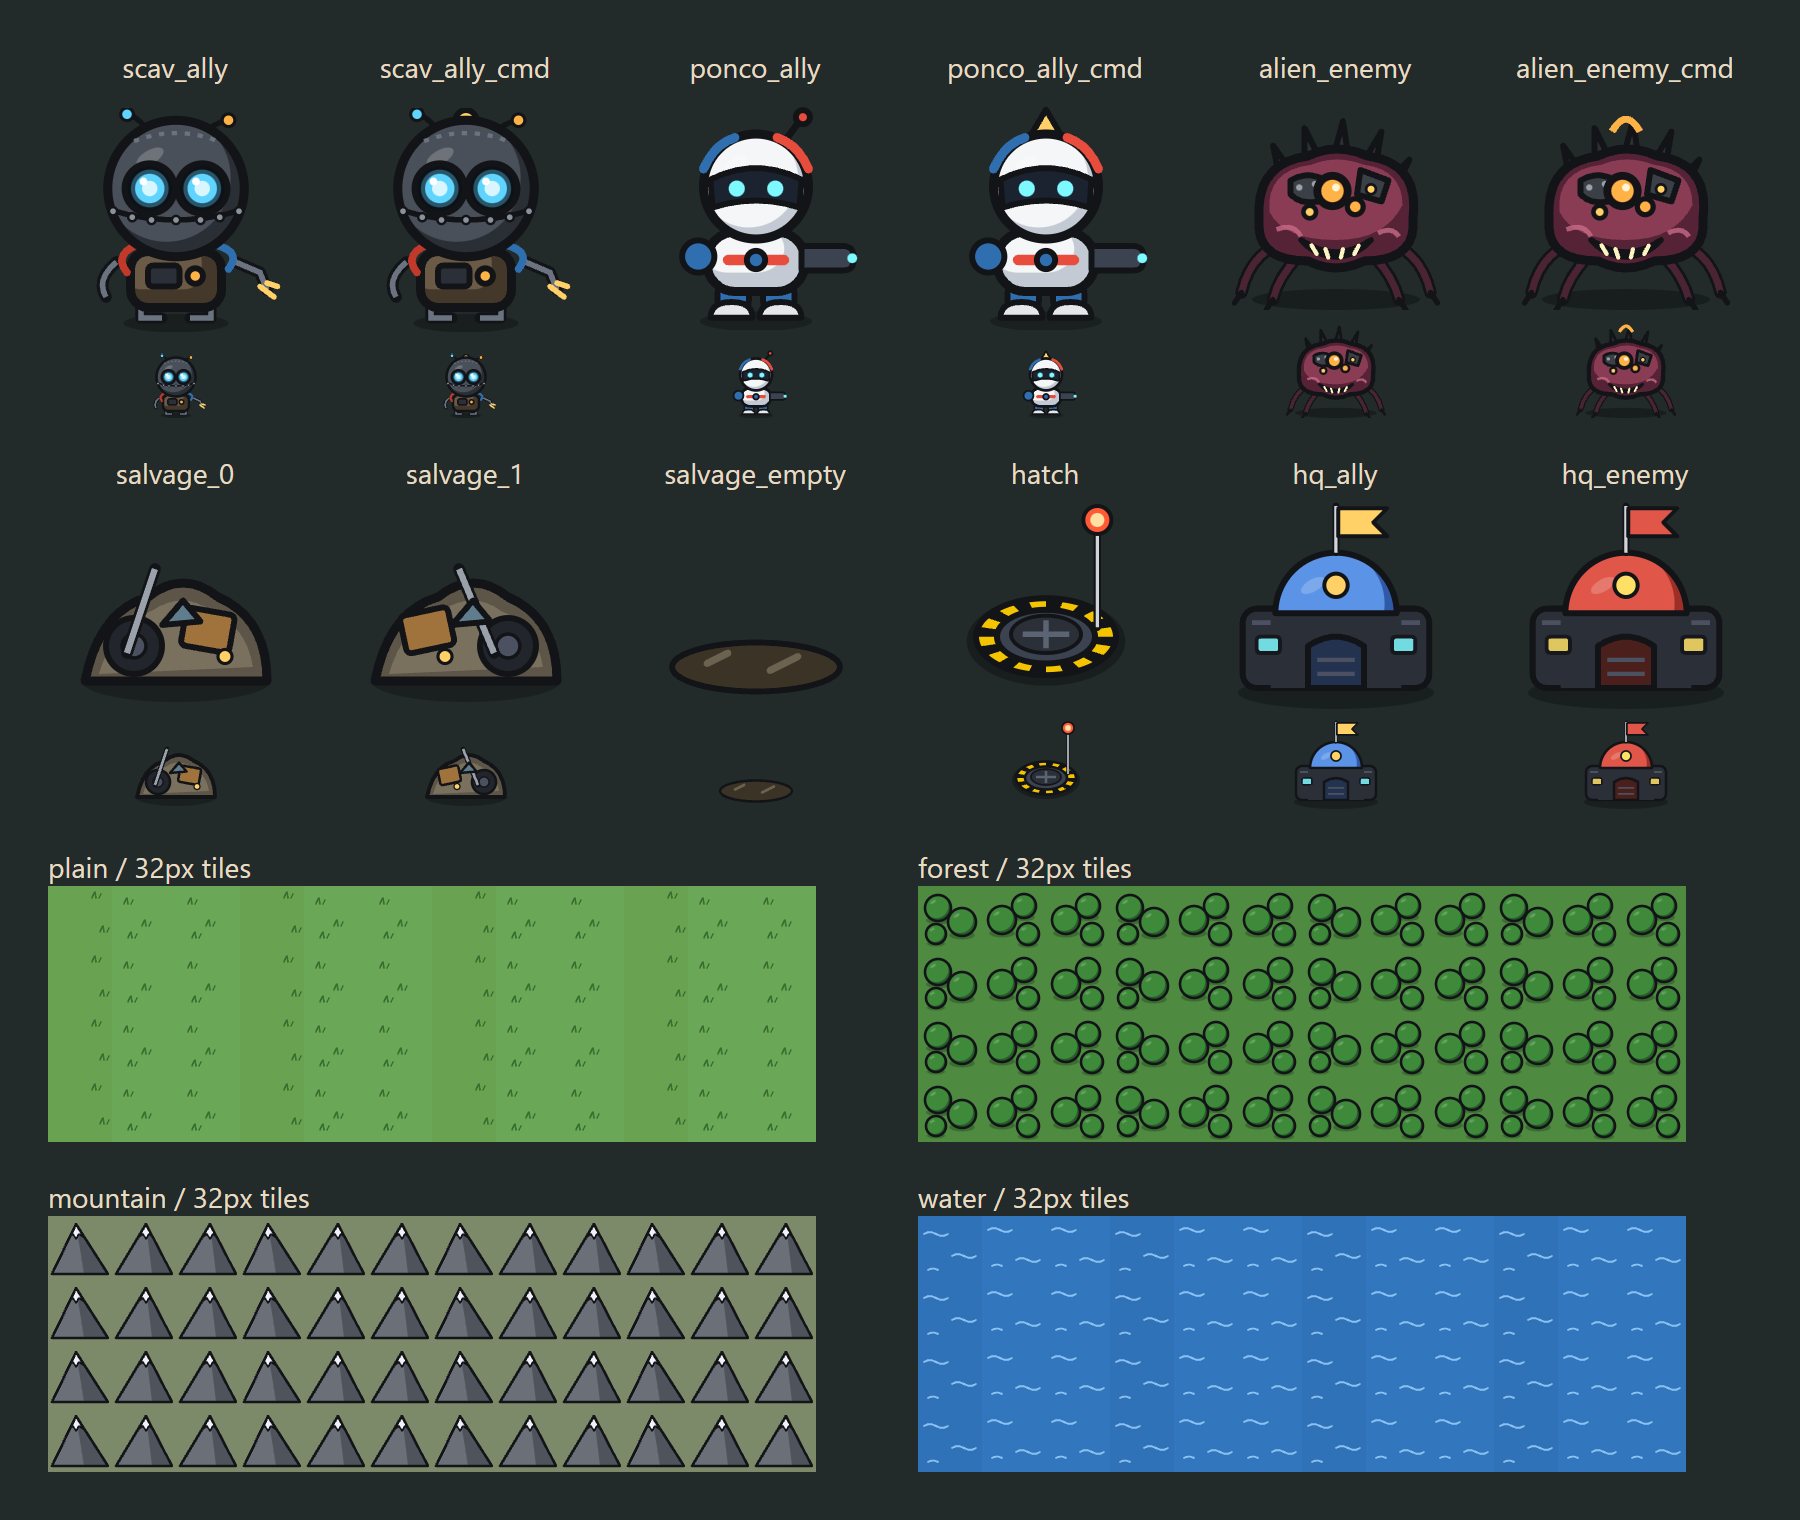 scav_ally
scav_ally_cmd
ponco_ally
ponco_ally_cmd
alien_enemy
alien_enemy_cmd
salvage_0
salvage_1
salvage_empty
hatch
hq_ally
hq_enemy
plain / 32px tiles
forest / 32px tiles
mountain / 32px tiles
water / 32px tiles